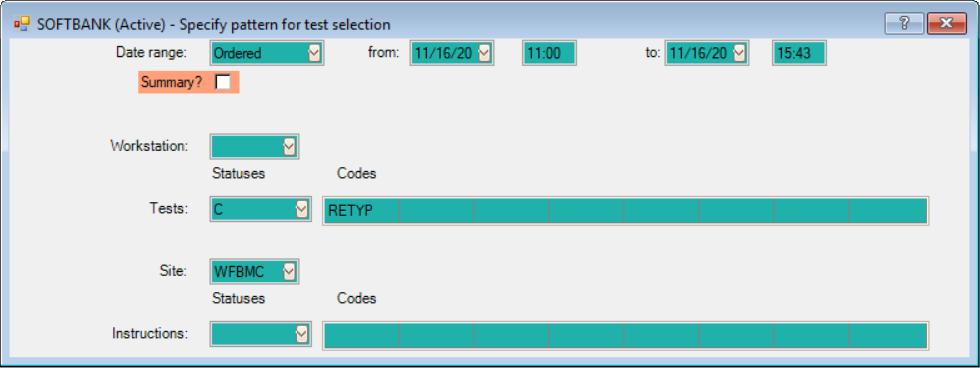 SOFTBANK (Active) - Specify pattern for test selection ?
Date range: Ordered from: 11/16/20 11:00 to: 11/16/20 15:43
Summary?
Workstation:
Statuses Codes
Tests: C RETYP
Site: WFBMC
Statuses Codes
Instructions: